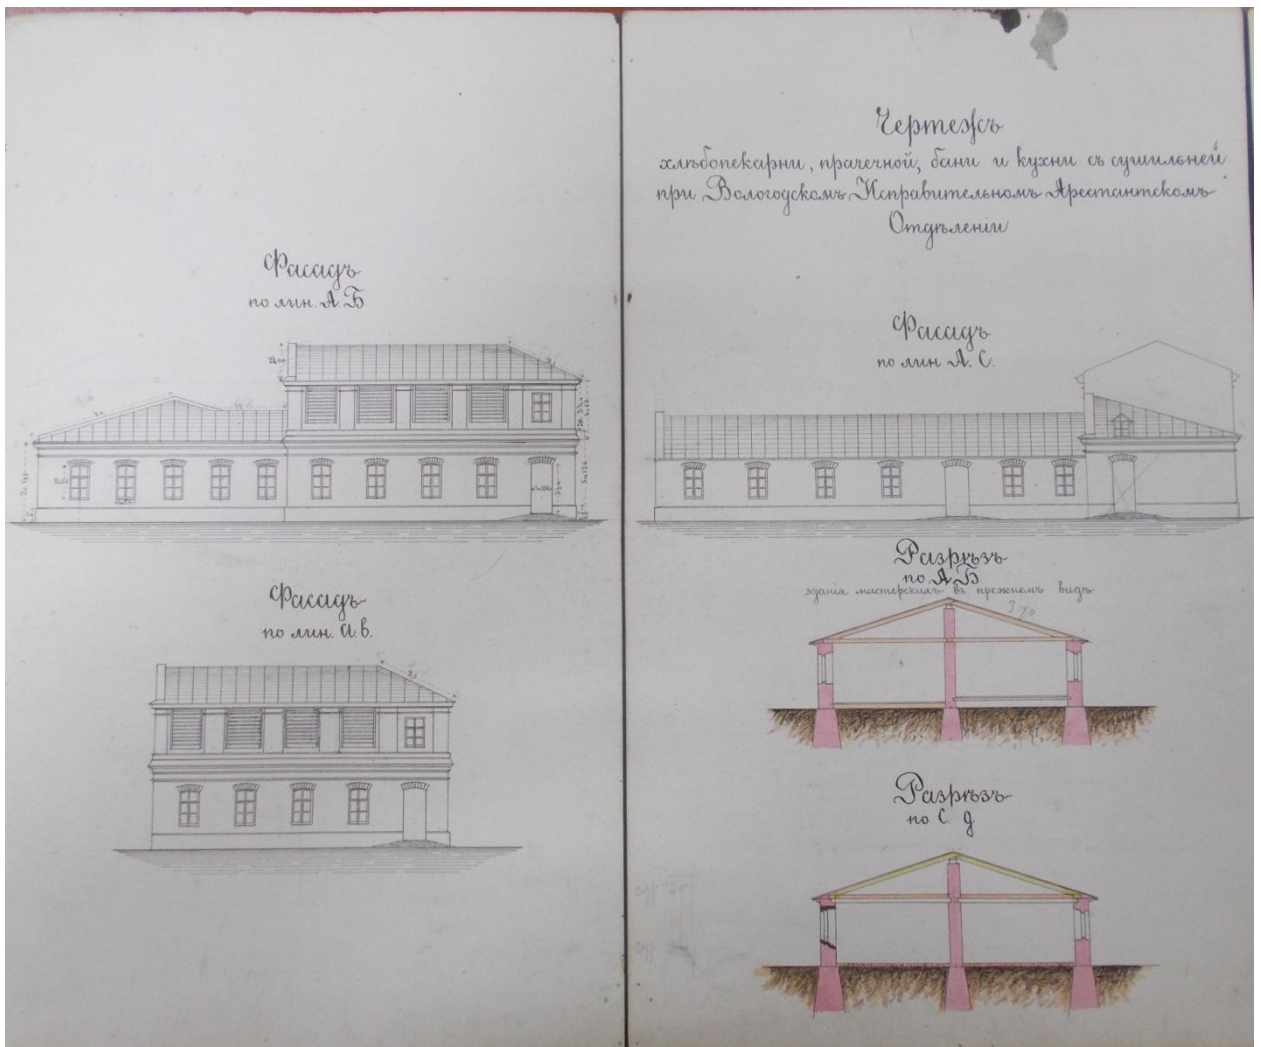 Фасадъ
по лин. А. Б
Фасадъ
по лин. а. в.
Чертежъ
хлѣбопекарни, прачечной, бани и кухни съ сушильней
при Вологодскомъ Исправительномъ Арестантскомъ
Отдѣленіи
Фасадъ
по лин А. С.
Разрѣзъ
по А Б
зданія мастерскихъ въ прежнемъ видѣ
Разрѣзъ
по С. д